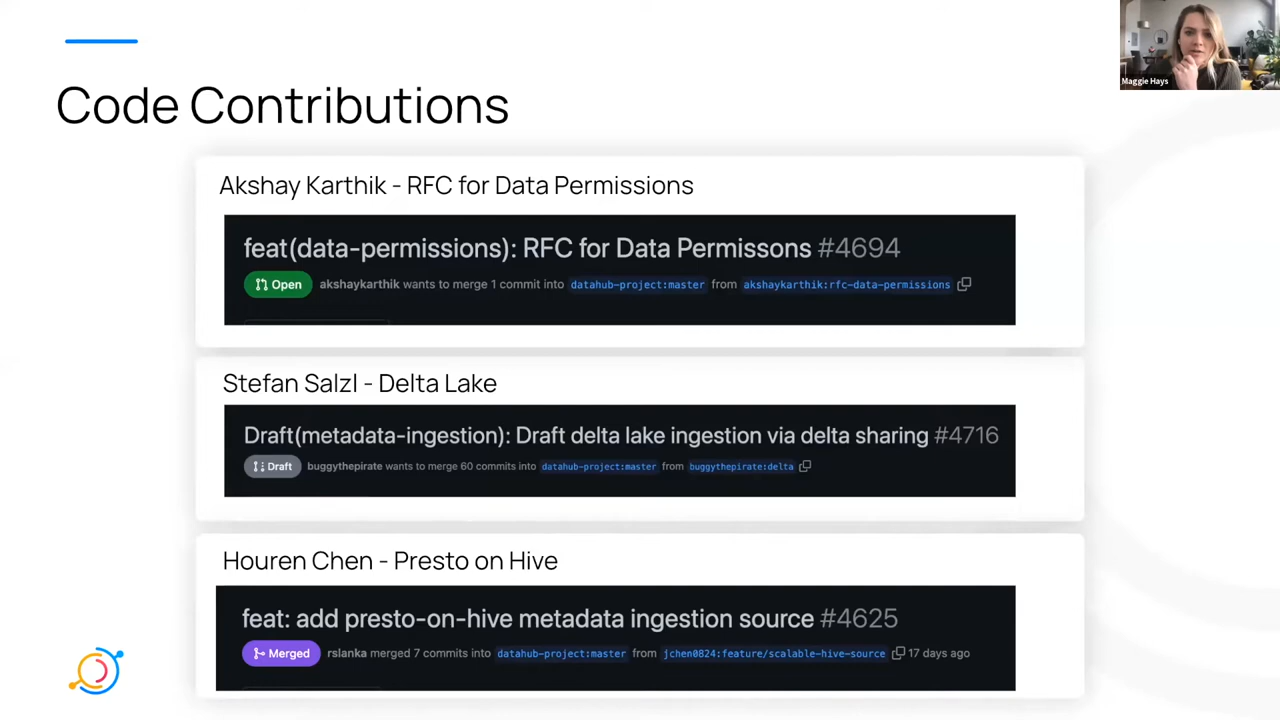 Maggie Hays
Code Contributions
Akshay Karthik - RFC for Data Permissions
feat(data-permissions): RFC for Data Permissons #4694
Open akshaykarthik wants to merge 1 commit into datahub-project:master from akshaykarthik:rfc-data-permissions
Stefan Salzl - Delta Lake
Draft(metadata-ingestion): Draft delta lake ingestion via delta sharing #4716
Draft buggythepirate wants to merge 60 commits into datahub-project:master from buggythepirate:delta
Houren Chen - Presto on Hive
feat: add presto-on-hive metadata ingestion source #4625
Merged rslanka merged 7 commits into datahub-project:master from jchen0824:feature/scalable-hive-source 17 days ago